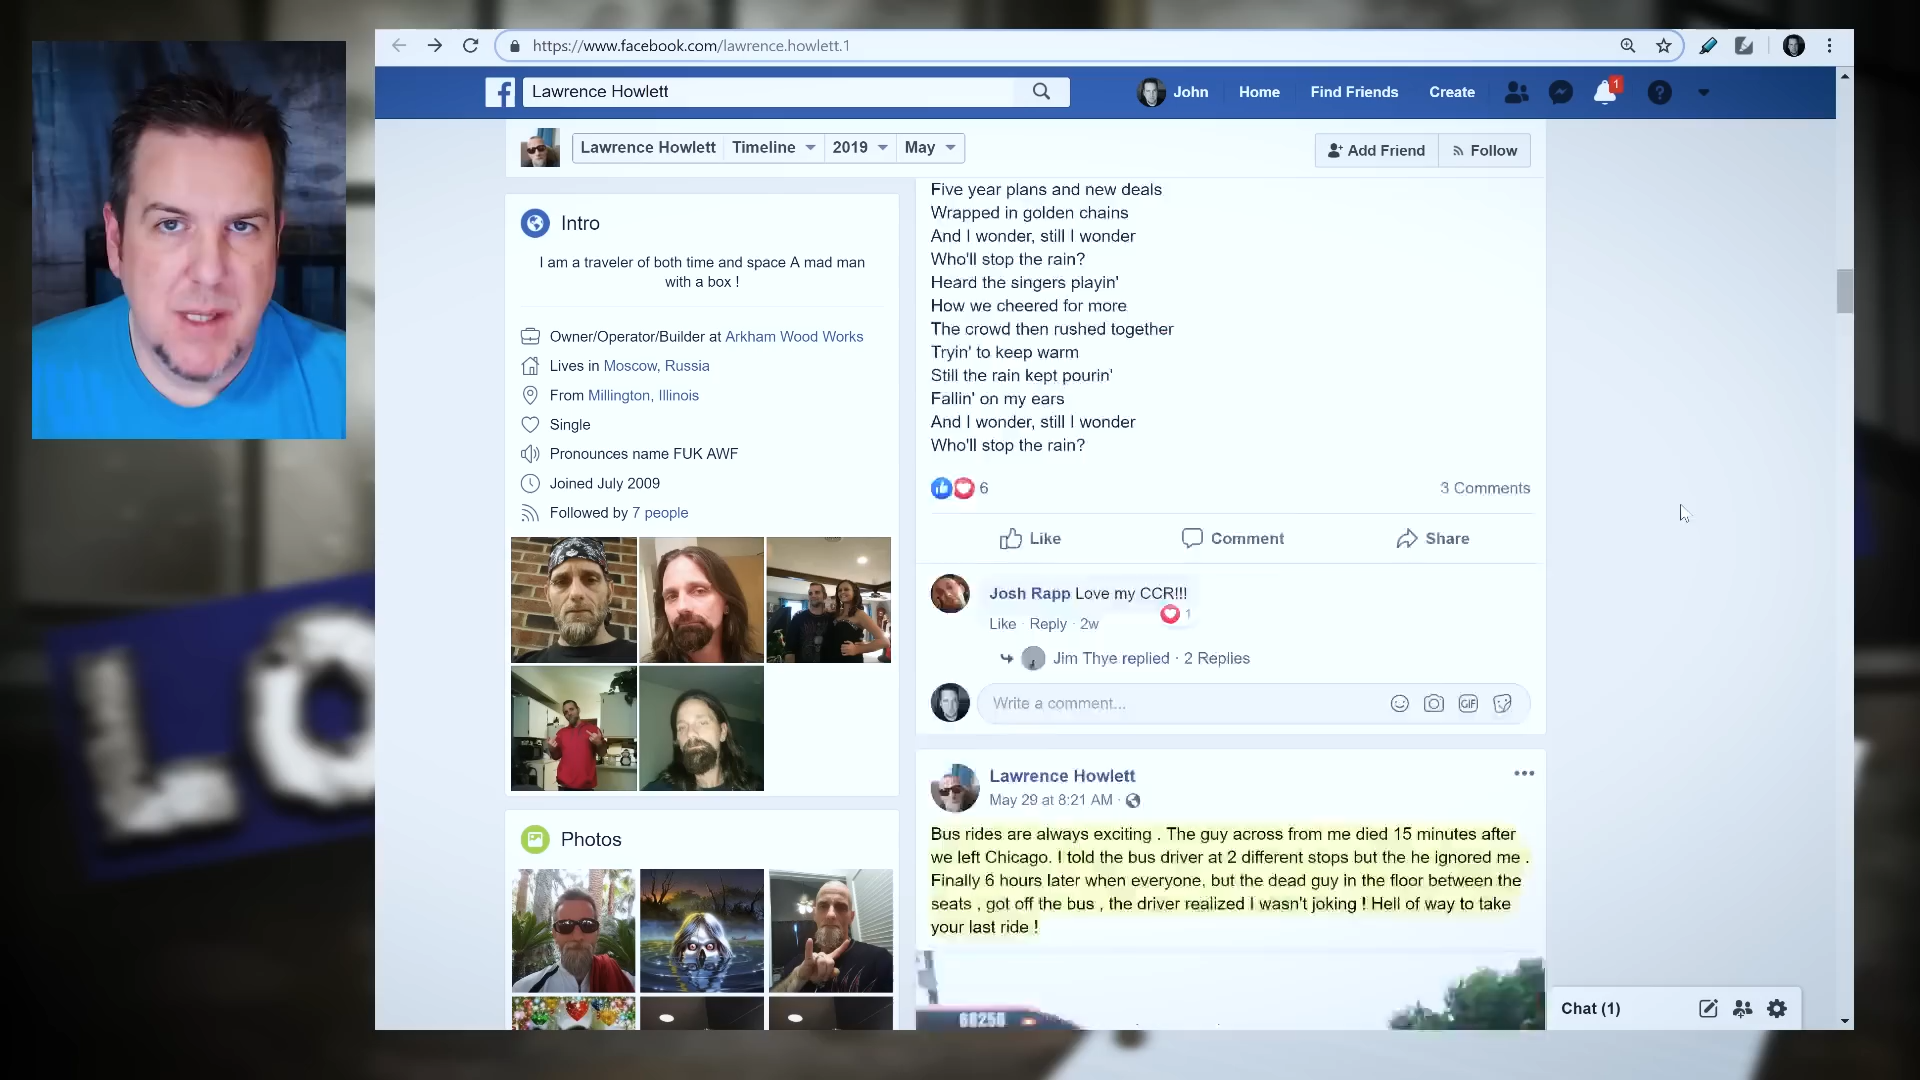 https://www.facebook.com/lawrence.howlett.1
Lawrence Howlett
John
Home
Find Friends
Create
1
Lawrence Howlett
Timeline
2019
May
Add Friend
Follow
Intro
I am a traveler of both time and space A mad man
with a box !
Owner/Operator/Builder at Arkham Wood Works
Lives in Moscow, Russia
From Millington, Illinois
Single
Pronounces name FUK AWF
Joined July 2009
Followed by 7 people
Photos
Five year plans and new deals
Wrapped in golden chains
And I wonder, still I wonder
Who'll stop the rain?
Heard the singers playin'
How we cheered for more
The crowd then rushed together
Tryin' to keep warm
Still the rain kept pourin'
Fallin' on my ears
And I wonder, still I wonder
Who'll stop the rain?
6
3 Comments
Like
Comment
Share
Josh Rapp Love my CCR!!!
1
Like · Reply · 2w
Jim Thye replied · 2 Replies
Write a comment...
GIF
Lawrence Howlett
May 29 at 8:21 AM ·
Bus rides are always exciting . The guy across from me died 15 minutes after
we left Chicago. I told the bus driver at 2 different stops but the he ignored me .
Finally 6 hours later when everyone, but the dead guy in the floor between the
seats , got off the bus , the driver realized I wasn't joking ! Hell of way to take
your last ride !
Chat (1)
LO